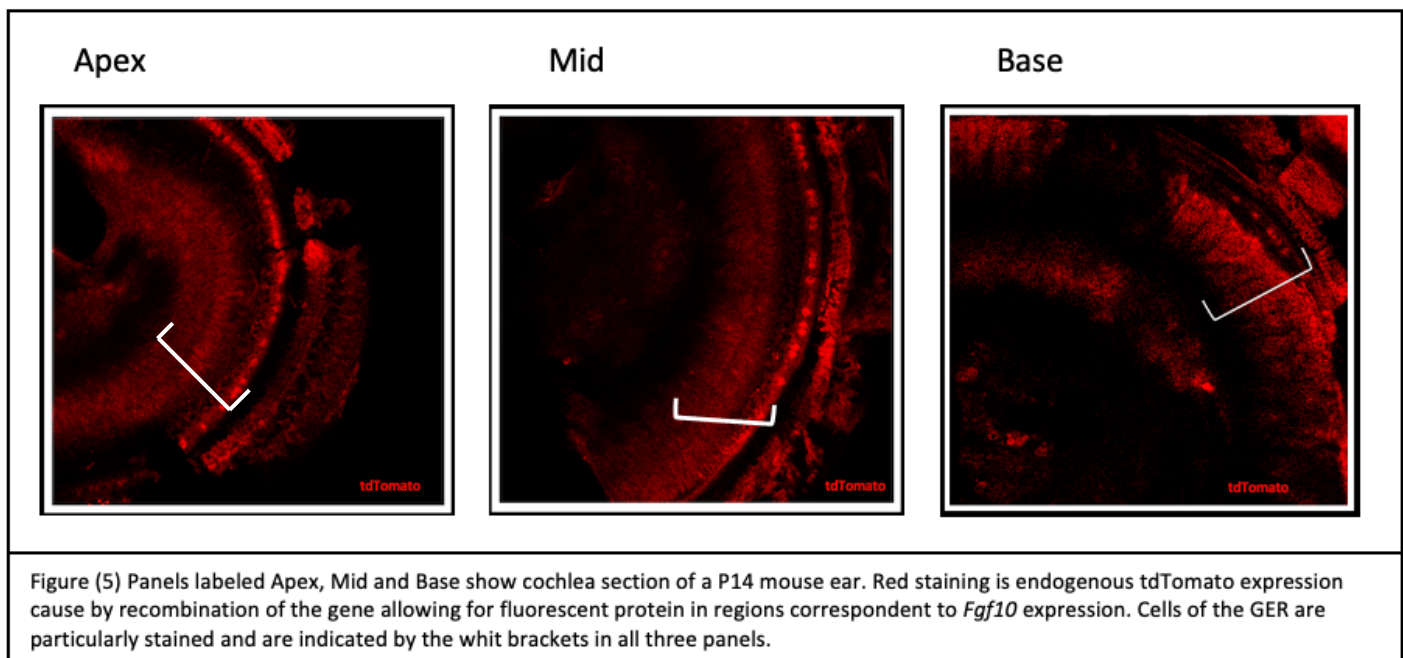 Apex Mid Base
tdTomato tdTomato tdTomato
Figure (5) Panels labeled Apex, Mid and Base show cochlea section of a P14 mouse ear. Red staining is endogenous tdTomato expression
cause by recombination of the gene allowing for fluorescent protein in regions correspondent to Fgf10 expression. Cells of the GER are
particularly stained and are indicated by the whit brackets in all three panels.